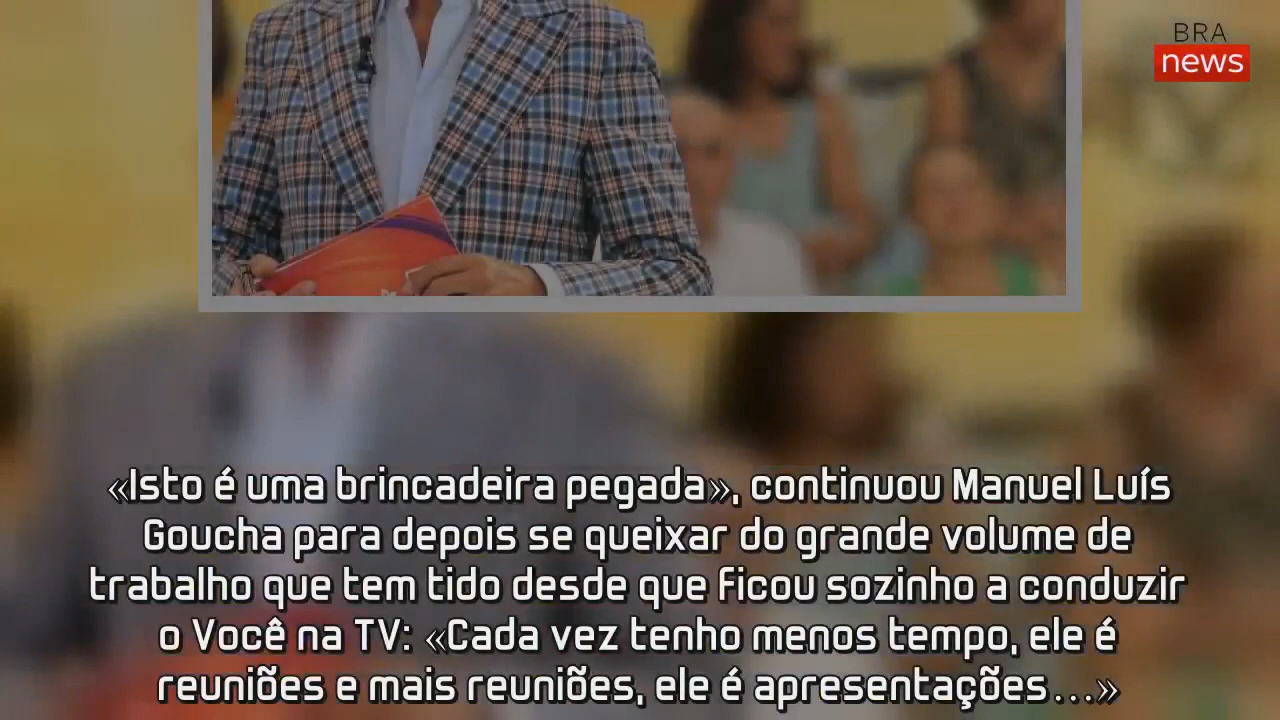 BRA
news
«Isto é uma brincadeira pegada», continuou Manuel Luís
Goucha para depois se queixar do grande volume de
trabalho que tem tido desde que ficou sozinho a conduzir
o Você na TV: «Cada vez tenho menos tempo, ele é
reuniões e mais reuniões, ele é apresentações...»